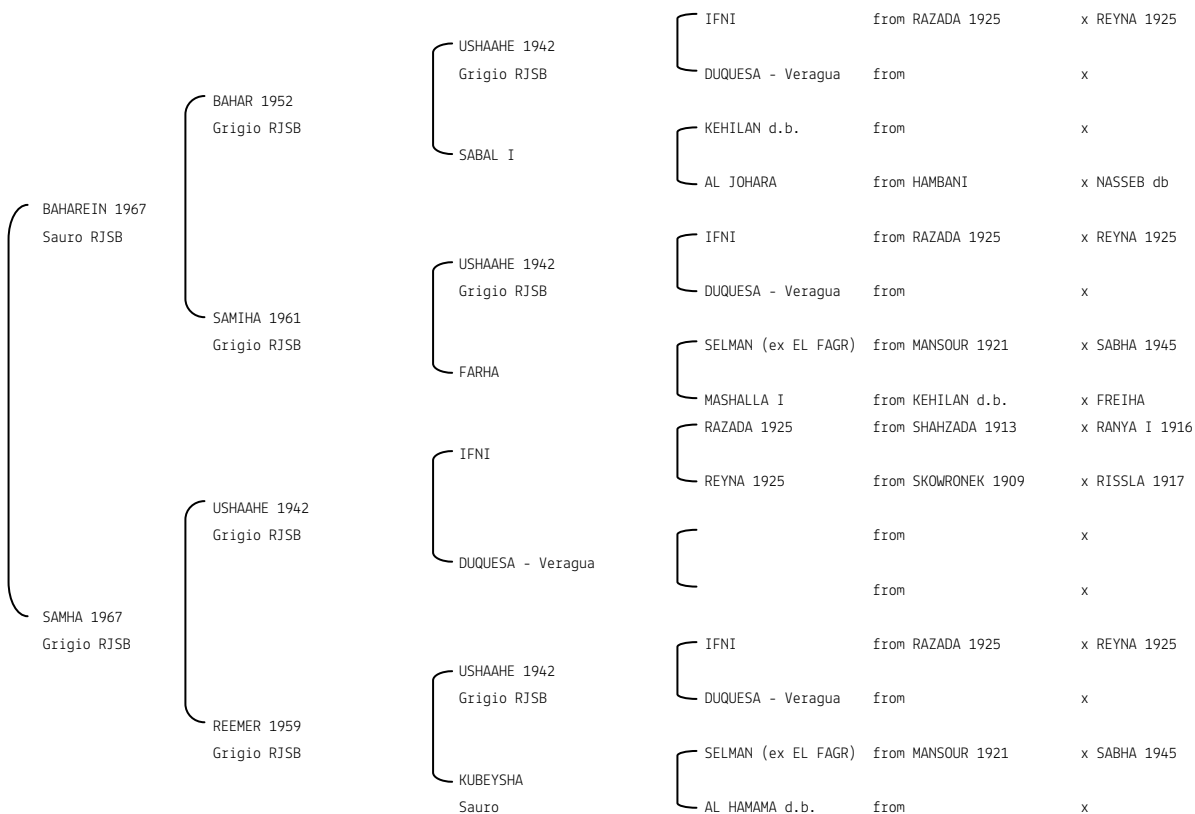 IFNI from RAZADA 1925 x REYNA 1925
USHAAHE 1942
Grigio RJSB DUQUESA - Veragua from x
BAHAR 1952
Grigio RJSB KEHILAN d.b. from x
SABAL I
AL JOHARA from HAMBANI x NASSEB db
BAHAREIN 1967
Sauro RJSB IFNI from RAZADA 1925 x REYNA 1925
USHAAHE 1942
Grigio RJSB DUQUESA - Veragua from x
SAMIHA 1961
Grigio RJSB SELMAN (ex EL FAGR) from MANSOUR 1921 x SABHA 1945
FARHA
MASHALLA I from KEHILAN d.b. x FREIHA
RAZADA 1925 from SHAHZADA 1913 x RANYA I 1916
IFNI
REYNA 1925 from SKOWRONEK 1909 x RISSLA 1917
USHAAHE 1942
Grigio RJSB from x
DUQUESA - Veragua
from x
SAMHA 1967
Grigio RJSB IFNI from RAZADA 1925 x REYNA 1925
USHAAHE 1942
Grigio RJSB DUQUESA - Veragua from x
REEMER 1959
Grigio RJSB SELMAN (ex EL FAGR) from MANSOUR 1921 x SABHA 1945
KUBEYSHA
Sauro AL HAMAMA d.b. from x